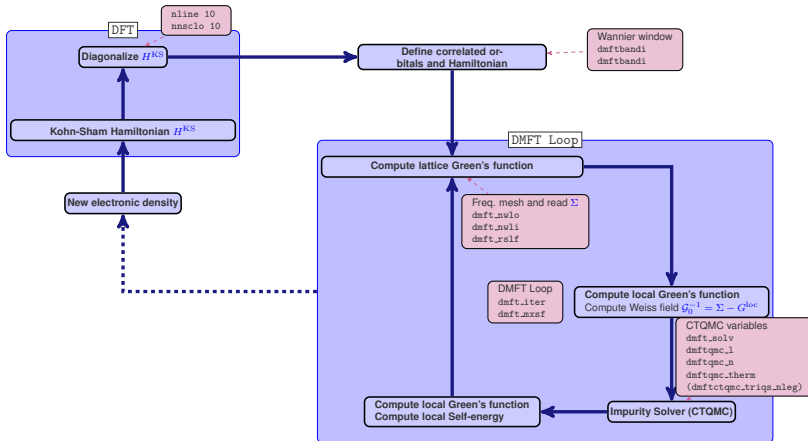 nline 10
nnsclo 10
DFT
Diagonalize H^KS
Define correlated or-
bitals and Hamiltonian
Wannier window
dmftbandi
dmftbandi
Kohn-Sham Hamiltonian H^KS
DMFT Loop
Compute lattice Green's function
New electronic density
Freq. mesh and read Σ
dmft_nwlo
dmft_nwli
dmft_rslf
DMFT Loop
dmft_iter
dmft_mxsf
Compute local Green's function
Compute Weiss field 𝒢₀⁻¹ = Σ − G^loc
CTQMC variables
dmft_solv
dmftqmc_l
dmftqmc_n
dmftqmc_therm
(dmftctqmc_triqs_nleg)
Compute local Green's function
Compute local Self-energy
Impurity Solver (CTQMC)